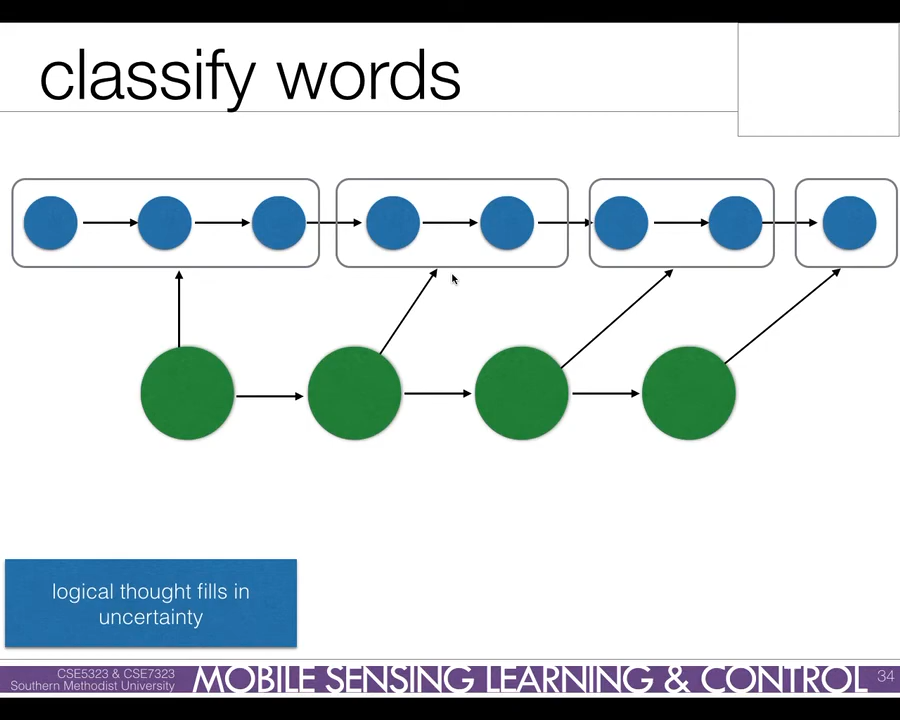 classify words
logical thought fills in
uncertainty
CSE5323 & CSE7323
Southern Methodist University
MOBILE SENSING LEARNING & CONTROL
34